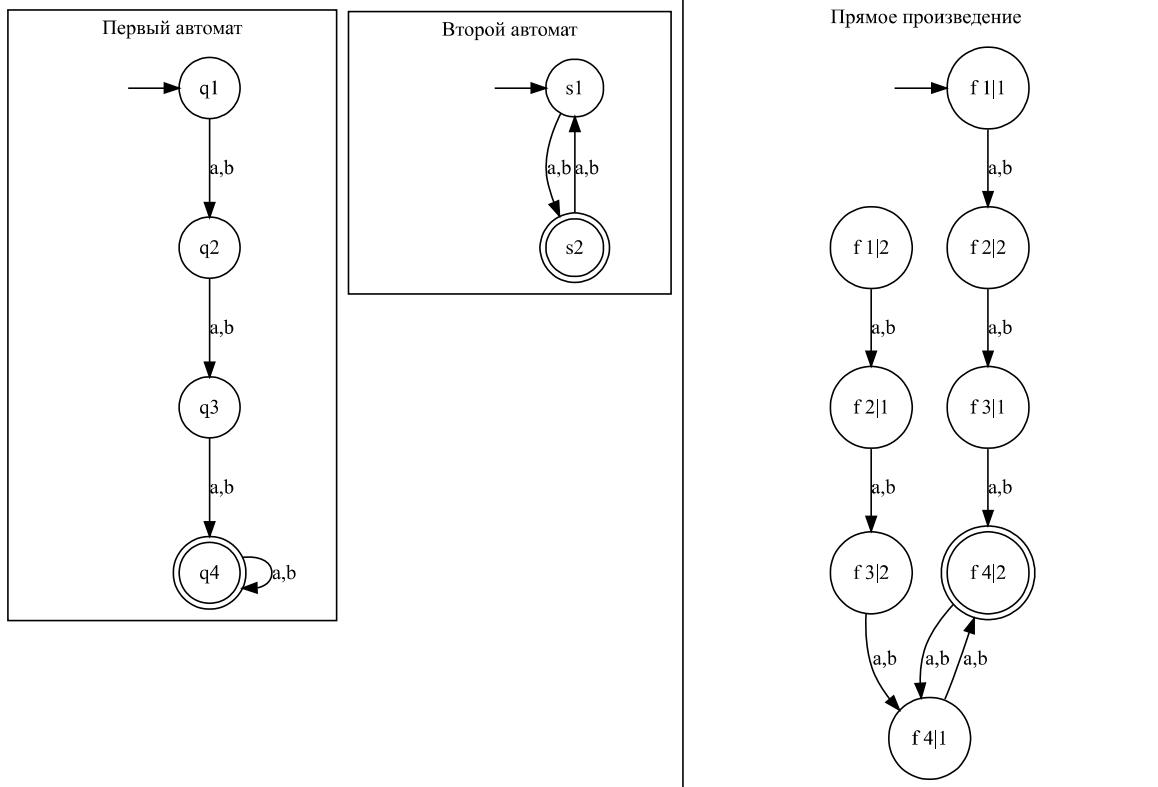 Первый автомат
q1
a,b
q2
a,b
q3
a,b
q4
a,b
Второй автомат
s1
a,b a,b
s2
Прямое произведение
f 1|1
a,b
f 1|2 f 2|2
a,b a,b
f 2|1 f 3|1
a,b a,b
f 3|2 f 4|2
a,b a,b a,b
f 4|1